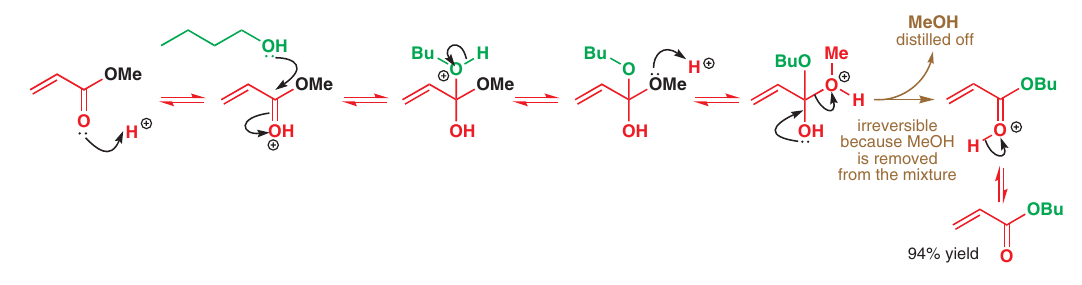 OMe
O
H ⊕
OH
OMe
OH
⊕
Bu
H
O
⊕
OMe
OH
Bu
O
OMe
H ⊕
OH
BuO
Me
O
⊕
H
OH
MeOH
distilled off
irreversible
because MeOH
is removed
from the mixture
OBu
O
⊕
H
OBu
O
94% yield